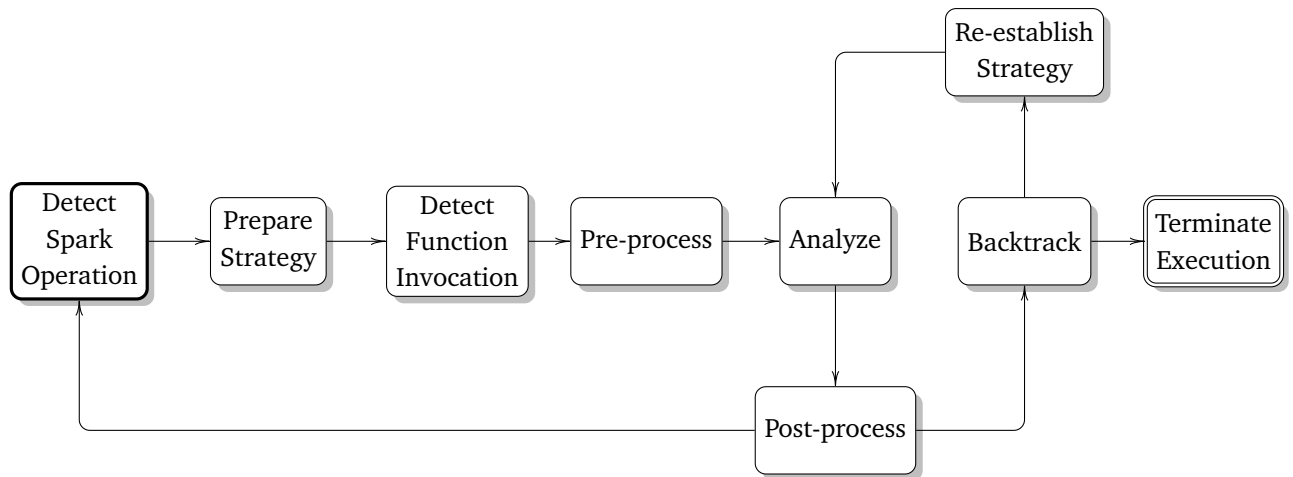 Re-establish
Strategy
Detect
Spark
Operation
Prepare
Strategy
Detect
Function
Invocation
Pre-process
Analyze
Backtrack
Terminate
Execution
Post-process